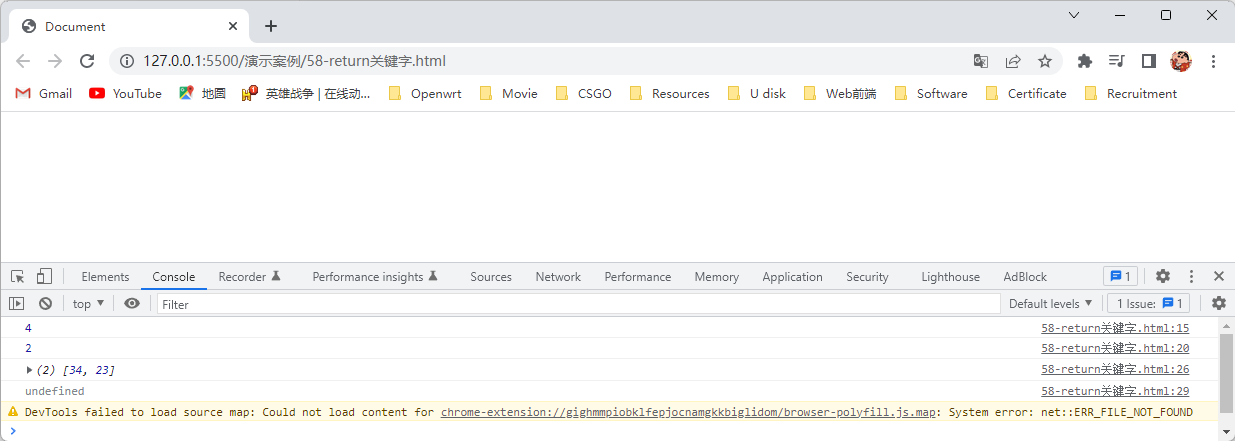 Document
127.0.0.1:5500/演示案例/58-return关键字.html
Gmail YouTube 地图 英雄战争 | 在线动... Openwrt Movie CSGO Resources U disk Web前端 Software Certificate Recruitment
Elements Console Recorder Performance insights Sources Network Performance Memory Application Security Lighthouse AdBlock 1
top Filter Default levels 1 Issue: 1
4 58-return关键字.html:15
2 58-return关键字.html:20
(2) [34, 23] 58-return关键字.html:26
undefined 58-return关键字.html:29
DevTools failed to load source map: Could not load content for chrome-extension://gighmmpiobklfepjocnamgkkbiglidom/browser-polyfill.js.map: System error: net::ERR_FILE_NOT_FOUND